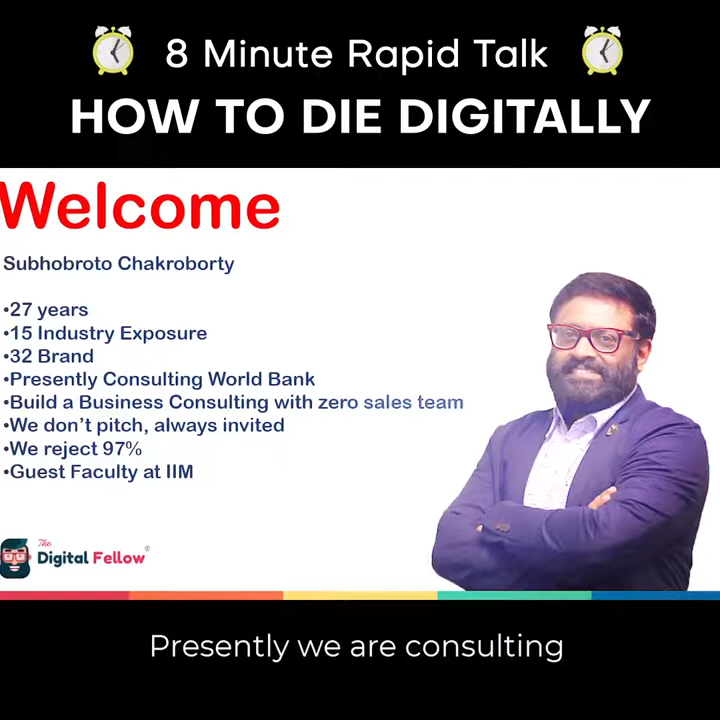 8 Minute Rapid Talk
HOW TO DIE DIGITALLY
Welcome
Subhobroto Chakroborty
•27 years
•15 Industry Exposure
•32 Brand
•Presently Consulting World Bank
•Build a Business Consulting with zero sales team
•We don’t pitch, always invited
•We reject 97%
•Guest Faculty at IIM
The
Digital Fellow®
Presently we are consulting